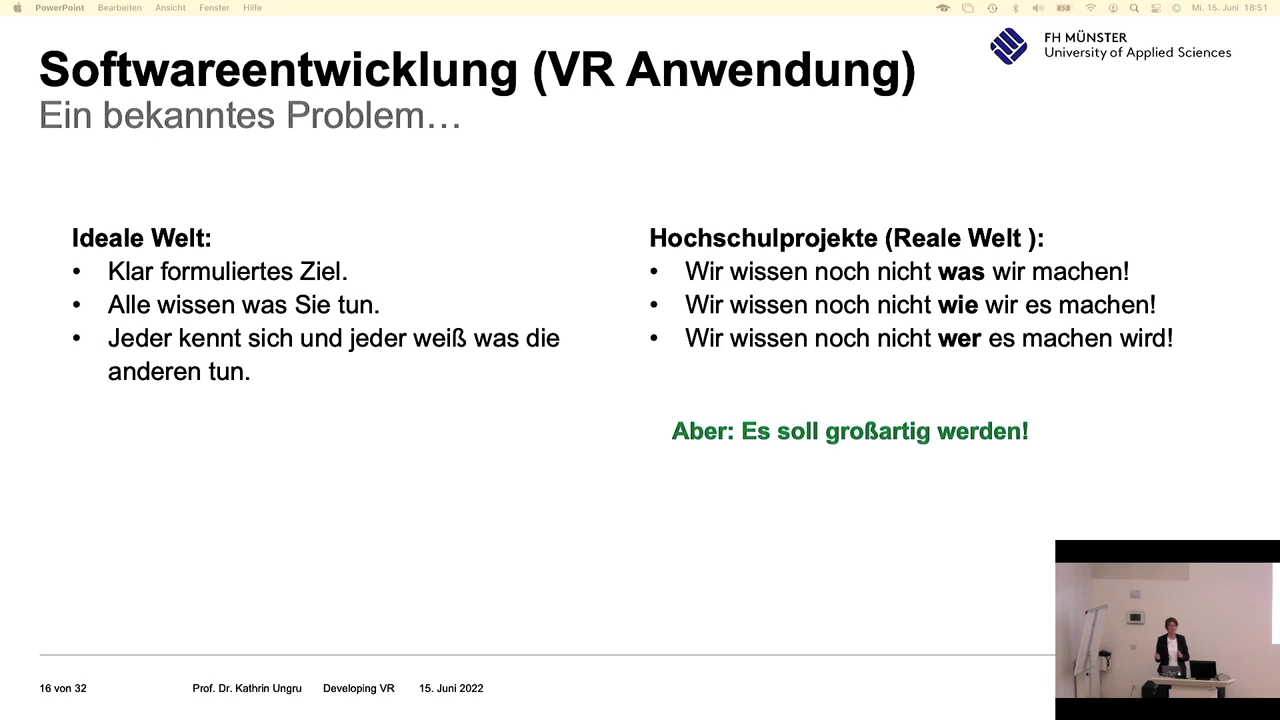 PowerPoint Bearbeiten Ansicht Fenster Hilfe
Mi. 15. Juni 18:51
FH MÜNSTER
University of Applied Sciences
Softwareentwicklung (VR Anwendung)
Ein bekanntes Problem…
Ideale Welt:
• Klar formuliertes Ziel.
• Alle wissen was Sie tun.
• Jeder kennt sich und jeder weiß was die
anderen tun.
Hochschulprojekte (Reale Welt ):
• Wir wissen noch nicht was wir machen!
• Wir wissen noch nicht wie wir es machen!
• Wir wissen noch nicht wer es machen wird!
Aber: Es soll großartig werden!
16 von 32 Prof. Dr. Kathrin Ungru Developing VR 15. Juni 2022